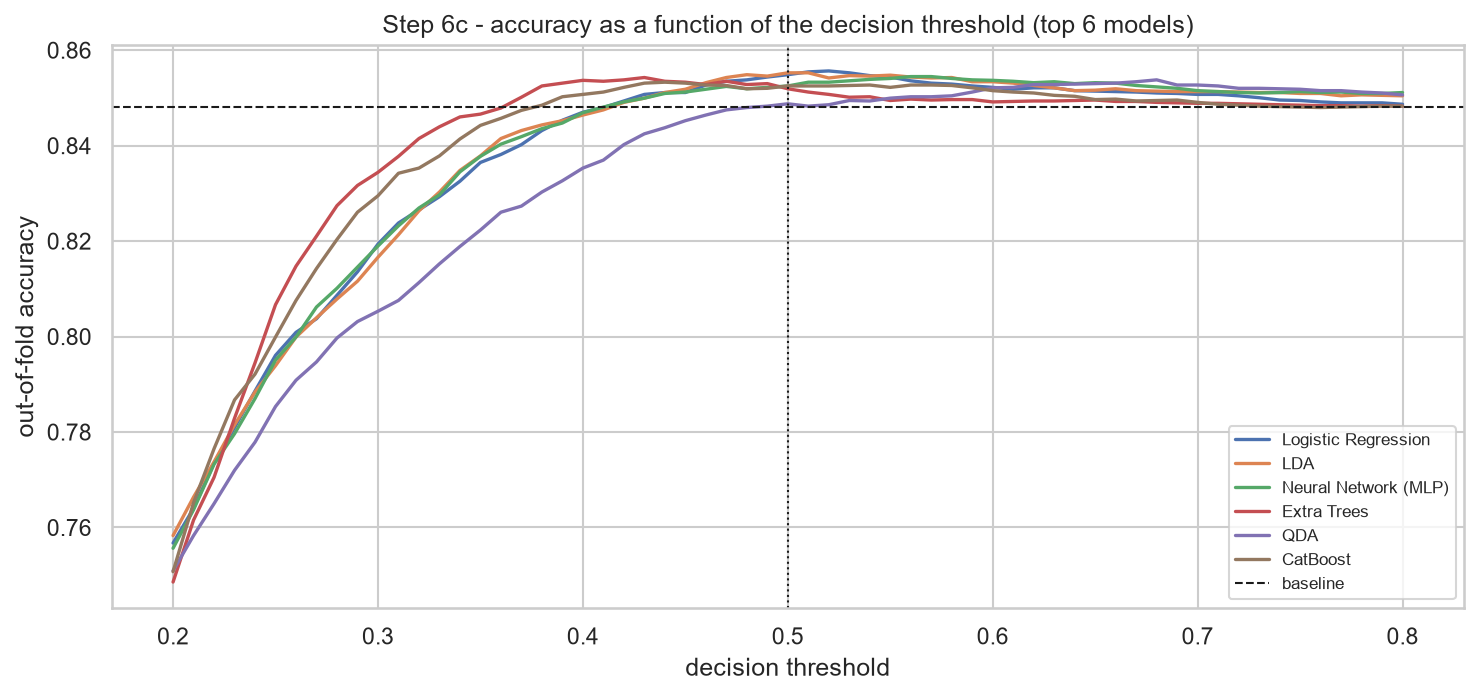 Step 6c - accuracy as a function of the decision threshold (top 6 models)
out-of-fold accuracy
0.86
0.84
0.82
0.80
0.78
0.76
0.2 0.3 0.4 0.5 0.6 0.7 0.8
decision threshold
Logistic Regression
LDA
Neural Network (MLP)
Extra Trees
QDA
CatBoost
baseline